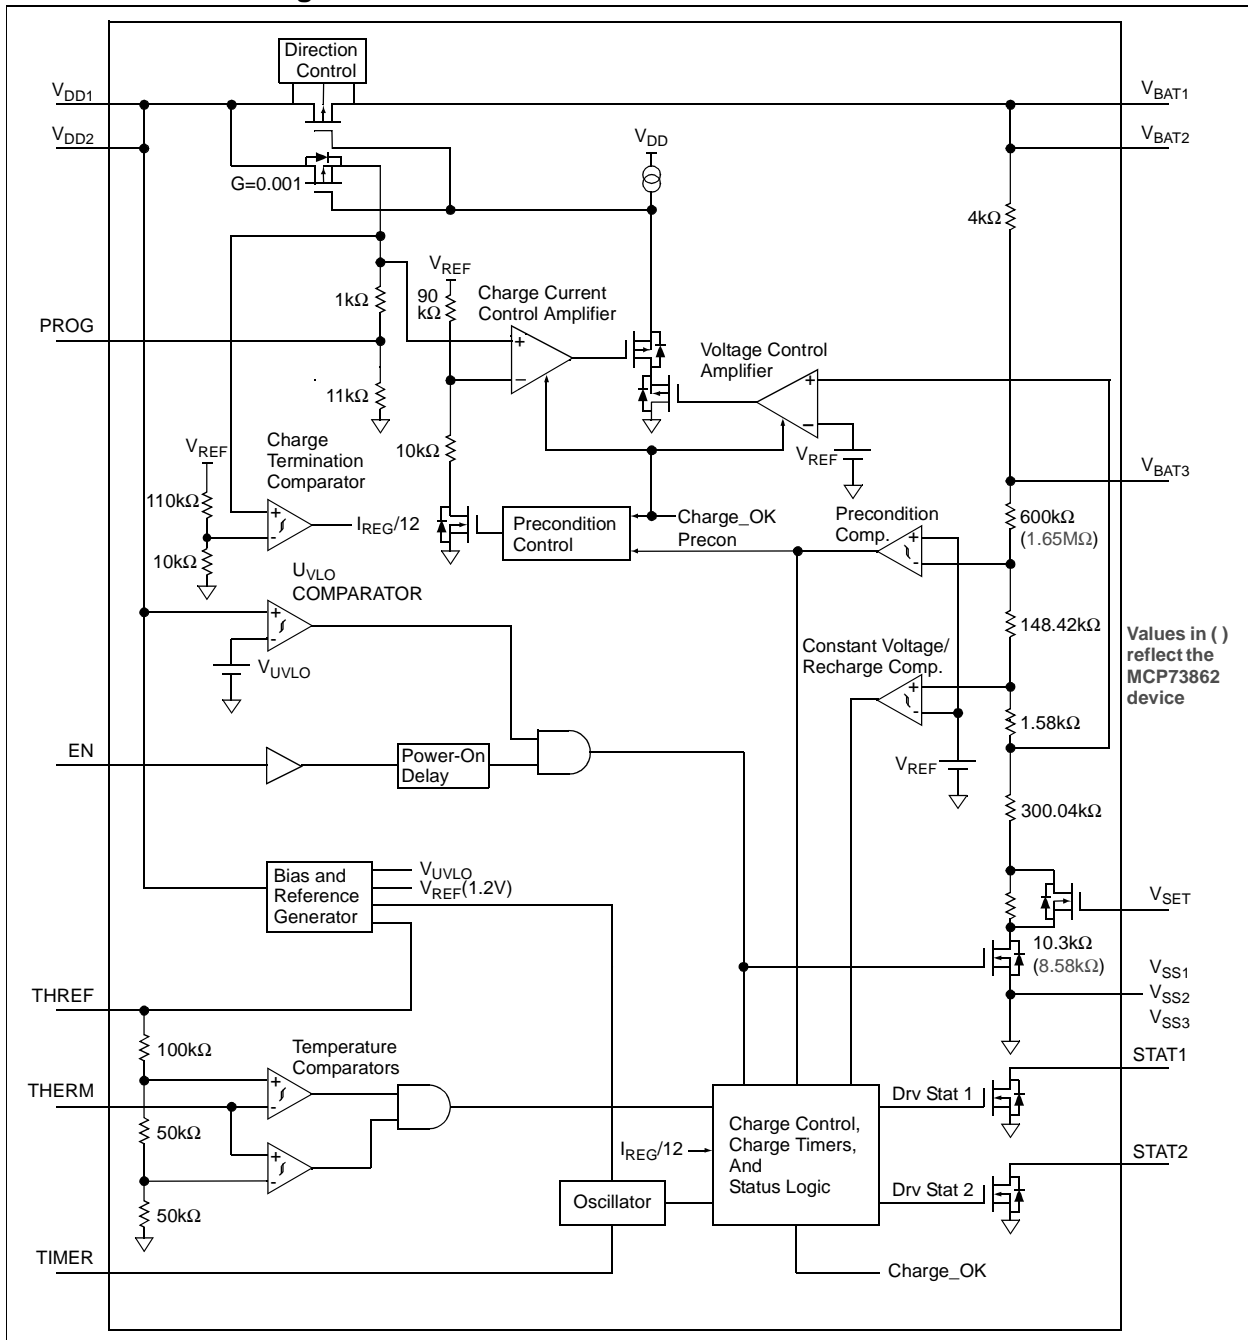 Direction
Control
VDD1
VBAT1
VDD2
VBAT2
VDD
G=0.001
4kΩ
VREF
90
kΩ
1kΩ
Charge Current
Control Amplifier
PROG
+
−
Voltage Control
Amplifier
+
−
11kΩ
VREF
Charge
Termination
Comparator
10kΩ
VREF
VBAT3
110kΩ
+
-
IREG/12
Precondition
Control
Charge_OK
Precon
Precondition
Comp.
+
-
600kΩ
(1.65MΩ)
10kΩ
UVLO
COMPARATOR
+
-
VUVLO
148.42kΩ
Values in ( )
reflect the
MCP73862
device
Constant Voltage/
Recharge Comp.
+
-
1.58kΩ
EN
Power-On
Delay
VREF
300.04kΩ
Bias and
Reference
Generator
VUVLO
VREF(1.2V)
VSET
10.3kΩ
(8.58kΩ)
VSS1
VSS2
VSS3
THREF
100kΩ
Temperature
Comparators
STAT1
+
-
THERM
Drv Stat 1
50kΩ
Charge Control,
Charge Timers,
And
Status Logic
IREG/12
+
-
STAT2
Drv Stat 2
50kΩ
Oscillator
TIMER
Charge_OK